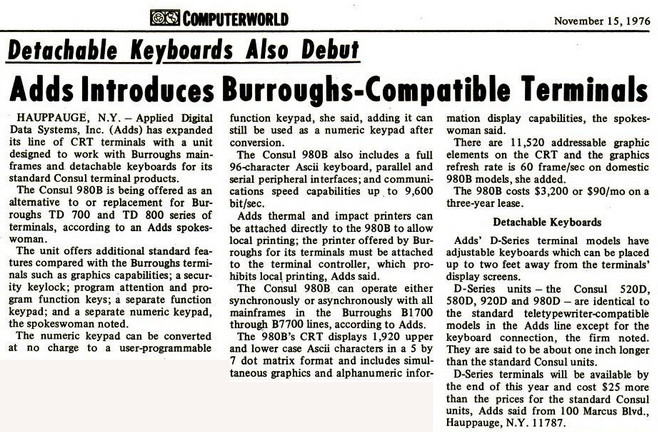 COMPUTERWORLD
November 15, 1976
Detachable Keyboards Also Debut
Adds Introduces Burroughs-Compatible Terminals
HAUPPAUGE, N.Y. – Applied Digital
Data Systems, Inc. (Adds) has expanded
its line of CRT terminals with a unit
designed to work with Burroughs main-
frames and detachable keyboards for its
standard Consul terminal products.
The Consul 980B is being offered as an
alternative to or replacement for Bur-
roughs TD 700 and TD 800 series of
terminals, according to an Adds spokes-
woman.
The unit offers additional standard fea-
tures compared with the Burroughs termi-
nals such as graphics capabilities; a secur-
ity keylock; program attention and pro-
gram function keys; a separate function
keypad; and a separate numeric keypad,
the spokeswoman noted.
The numeric keypad can be converted
at no charge to a user-programmable
function keypad, she said, adding it can
still be used as a numeric keypad after
conversion.
The Consul 980B also includes a full
96-character Ascii keyboard, parallel and
serial peripheral interfaces; and communi-
cations speed capabilities up to 9,600
bit/sec.
Adds thermal and impact printers can
be attached directly to the 980B to allow
local printing; the printer offered by Bur-
roughs for its terminals must be attached
to the terminal controller, which pro-
hibits local printing, Adds said.
The Consul 980B can operate either
synchronously or asynchronously with all
mainframes in the Burroughs B1700
through B7700 lines, according to Adds.
The 980B's CRT displays 1,920 upper
and lower case Ascii characters in a 5 by
7 dot matrix format and includes simul-
taneous graphics and alphanumeric infor-
mation display capabilities, the spokes-
woman said.
There are 11,520 addressable graphic
elements on the CRT and the graphics
refresh rate is 60 frame/sec on domestic
980B models, she added.
The 980B costs $3,200 or $90/mo on a
three-year lease.
Detachable Keyboards
Adds' D-Series terminal models have
adjustable keyboards which can be placed
up to two feet away from the terminals'
display screens.
D-Series units – the Consul 520D,
580D, 920D and 980D – are identical to
the standard teletypewriter-compatible
models in the Adds line except for the
keyboard connection, the firm noted.
They are said to be about one inch longer
than the standard Consul units.
D-Series terminals will be available by
the end of this year and cost $25 more
than the prices for the standard Consul
units, Adds said from 100 Marcus Blvd.,
Hauppauge, N.Y. 11787.